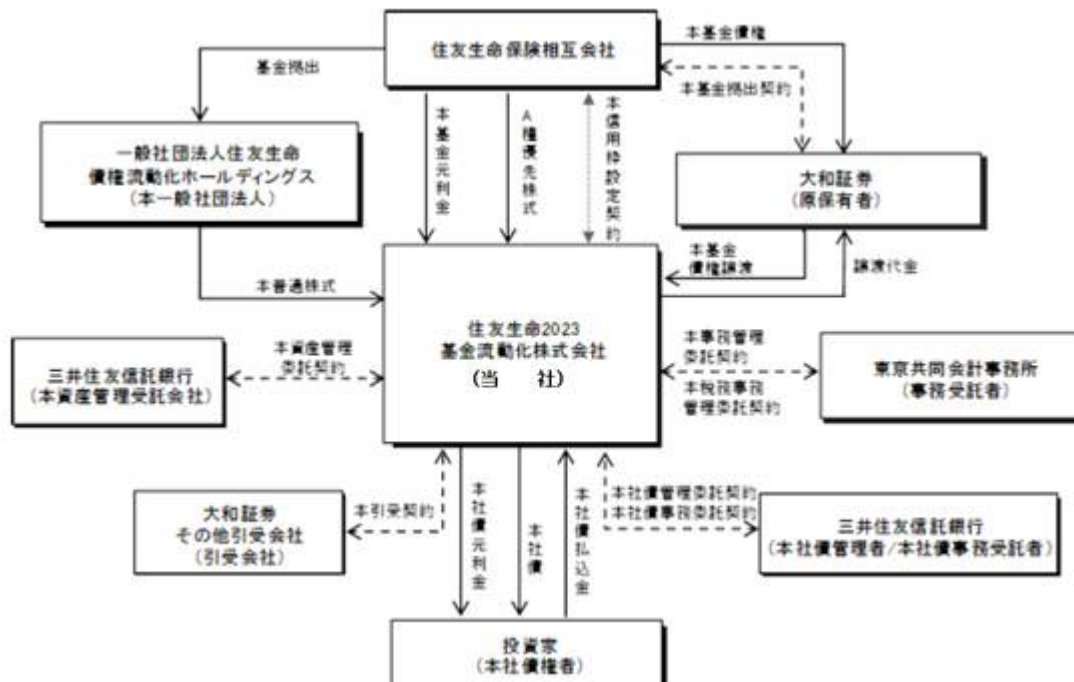 住友生命保険相互会社
本基金債権
基金拠出
本基金拠出契約
一般社団法人住友生命
債権流動化ホールディングス
(本一般社団法人)
本基金元利金
A種優先株式
本信用枠設定契約
大和証券
(原保有者)
本基金
債権譲渡
譲渡代金
本普通株式
住友生命2023
基金流動化株式会社
(当 社)
本資産管理
委託契約
三井住友信託銀行
(本資産管理受託会社)
本事務管理
委託契約
本税務事務
管理委託契約
東京共同会計事務所
(事務受託者)
大和証券
その他引受会社
(引受会社)
本引受契約
本社債元利金
本社債
本社債払込金
本社債管理委託契約
本社債事務委託契約
三井住友信託銀行
(本社債管理者/本社債事務受託者)
投資家
(本社債権者)